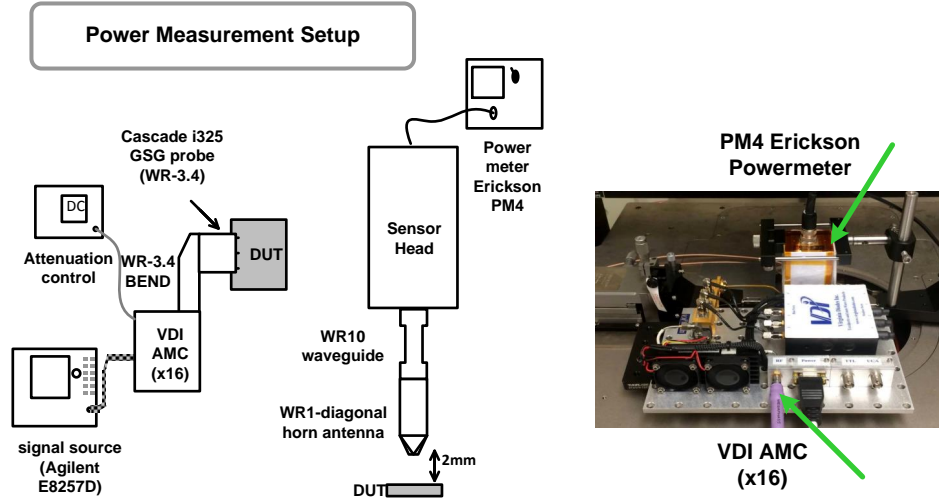 Power Measurement Setup
Cascade i325
GSG probe
(WR-3.4)
DC
Attenuation
control
WR-3.4
BEND
DUT
VDI
AMC
(x16)
signal source
(Agilent
E8257D)
Power
meter
Erickson
PM4
Sensor
Head
WR10
waveguide
WR1-diagonal
horn antenna
2mm
DUT
PM4 Erickson
Powermeter
VDI
VDI AMC
(x16)